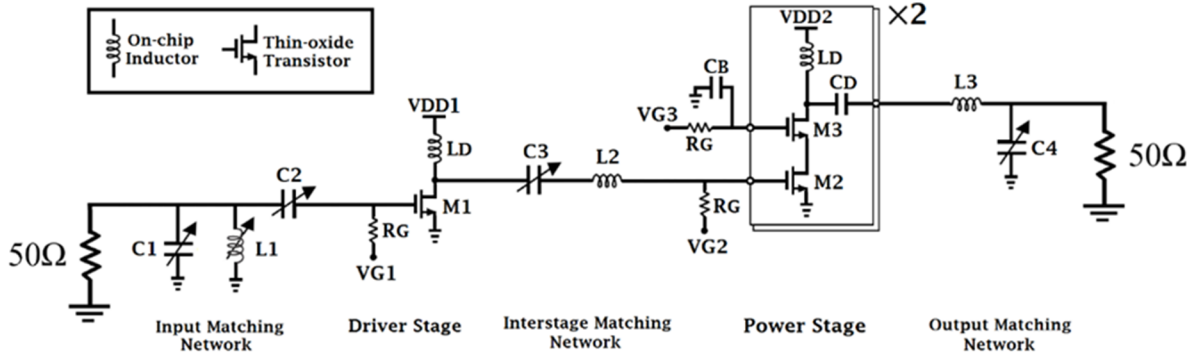 On-chip
Inductor
Thin-oxide
Transistor
VDD1
LD
C2
50Ω
C1
L1
RG
VG1
M1
C3
L2
CB
VG3
RG
RG
VG2
VDD2
LD
CD
M3
M2
×2
L3
C4
50Ω
Input Matching
Network
Driver Stage
Interstage Matching
Network
Power Stage
Output Matching
Network